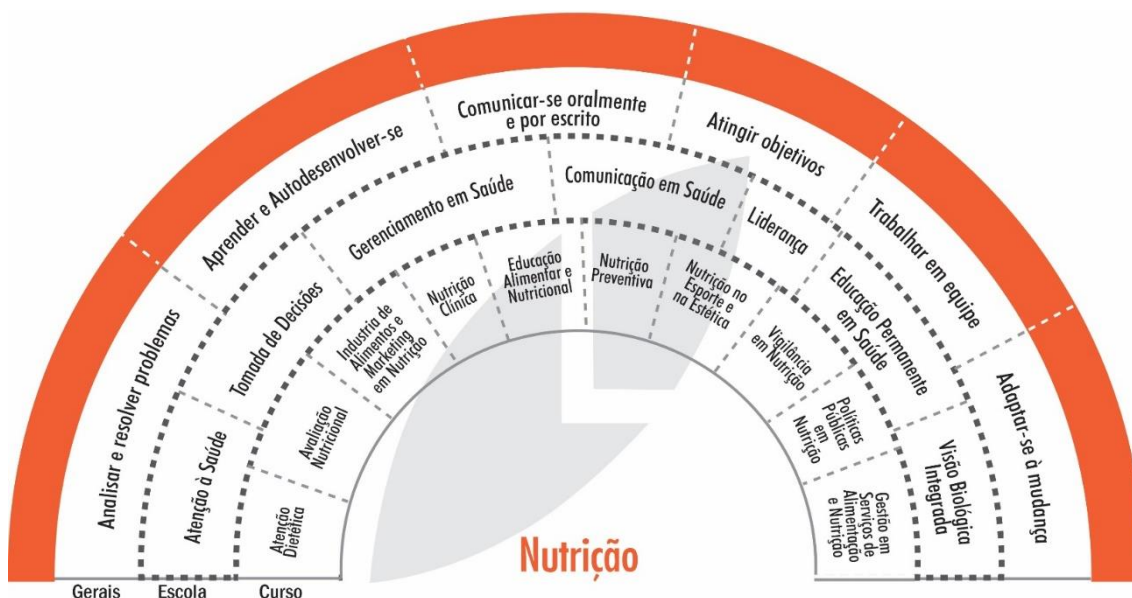 Analisar e resolver problemas
Aprender e Autodesenvolver-se
Comunicar-se oralmente
e por escrito
Atingir objetivos
Trabalhar em equipe
Adaptar-se à mudança
Atenção à Saúde
Tomada de Decisões
Gerenciamento em Saúde
Comunicação em Saúde
Liderança
Educação Permanente
em Saúde
Visão Biológica
Integrada
Atenção
Dietética
Avaliação
Nutricional
Industria de
Alimentos e
Marketing
em Nutrição
Nutrição
Clínica
Educação
Alimentar e
Nutricional
Nutrição
Preventiva
Nutrição no
Esporte e
na Estética
Vigilância
em Nutrição
Políticas
Públicas
em
Nutrição
Gestão em
Serviços de
Alimentação
e Nutrição
Nutrição
Gerais Escola Curso